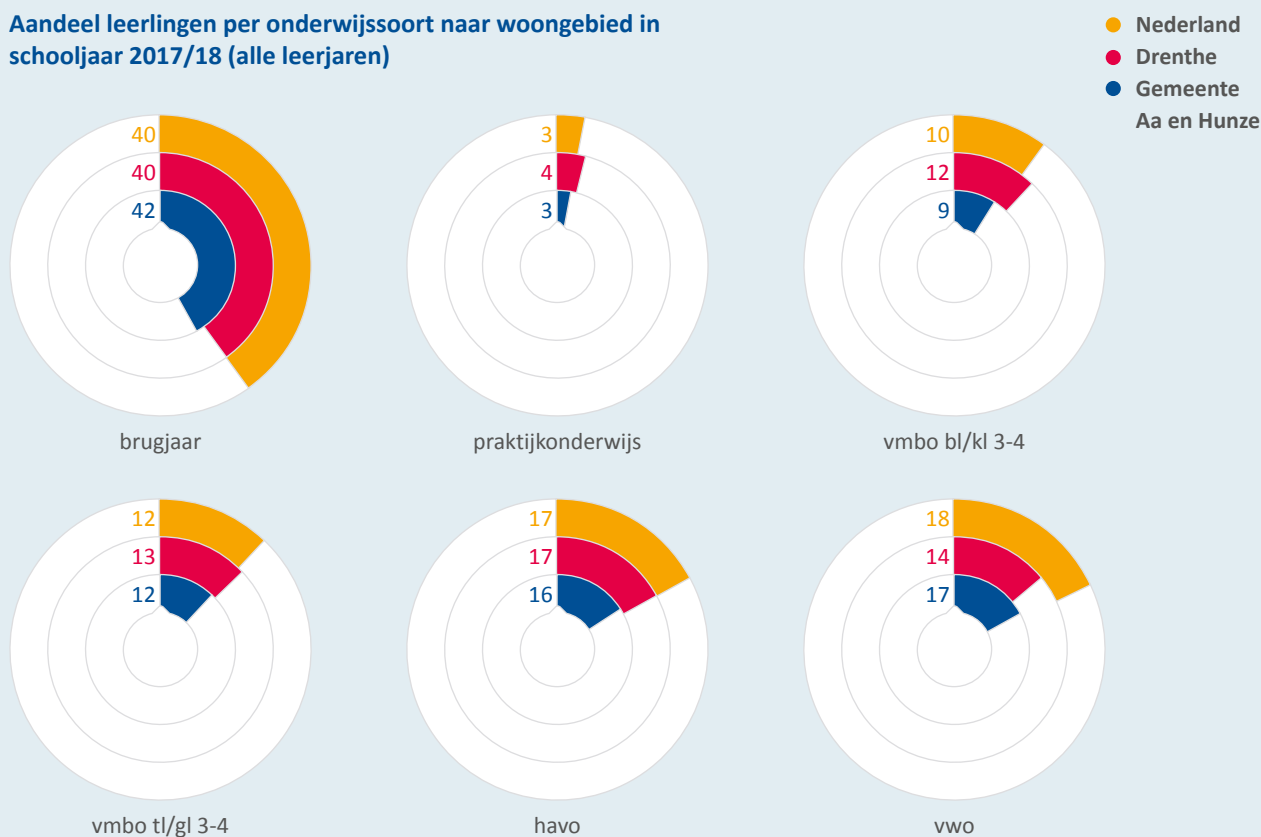 Aandeel leerlingen per onderwijssoort naar woongebied in
schooljaar 2017/18 (alle leerjaren)
Nederland
Drenthe
Gemeente
Aa en Hunze
40
40
42
brugjaar
3
4
3
praktijkonderwijs
10
12
9
vmbo bl/kl 3-4
12
13
12
vmbo tl/gl 3-4
17
17
16
havo
18
14
17
vwo